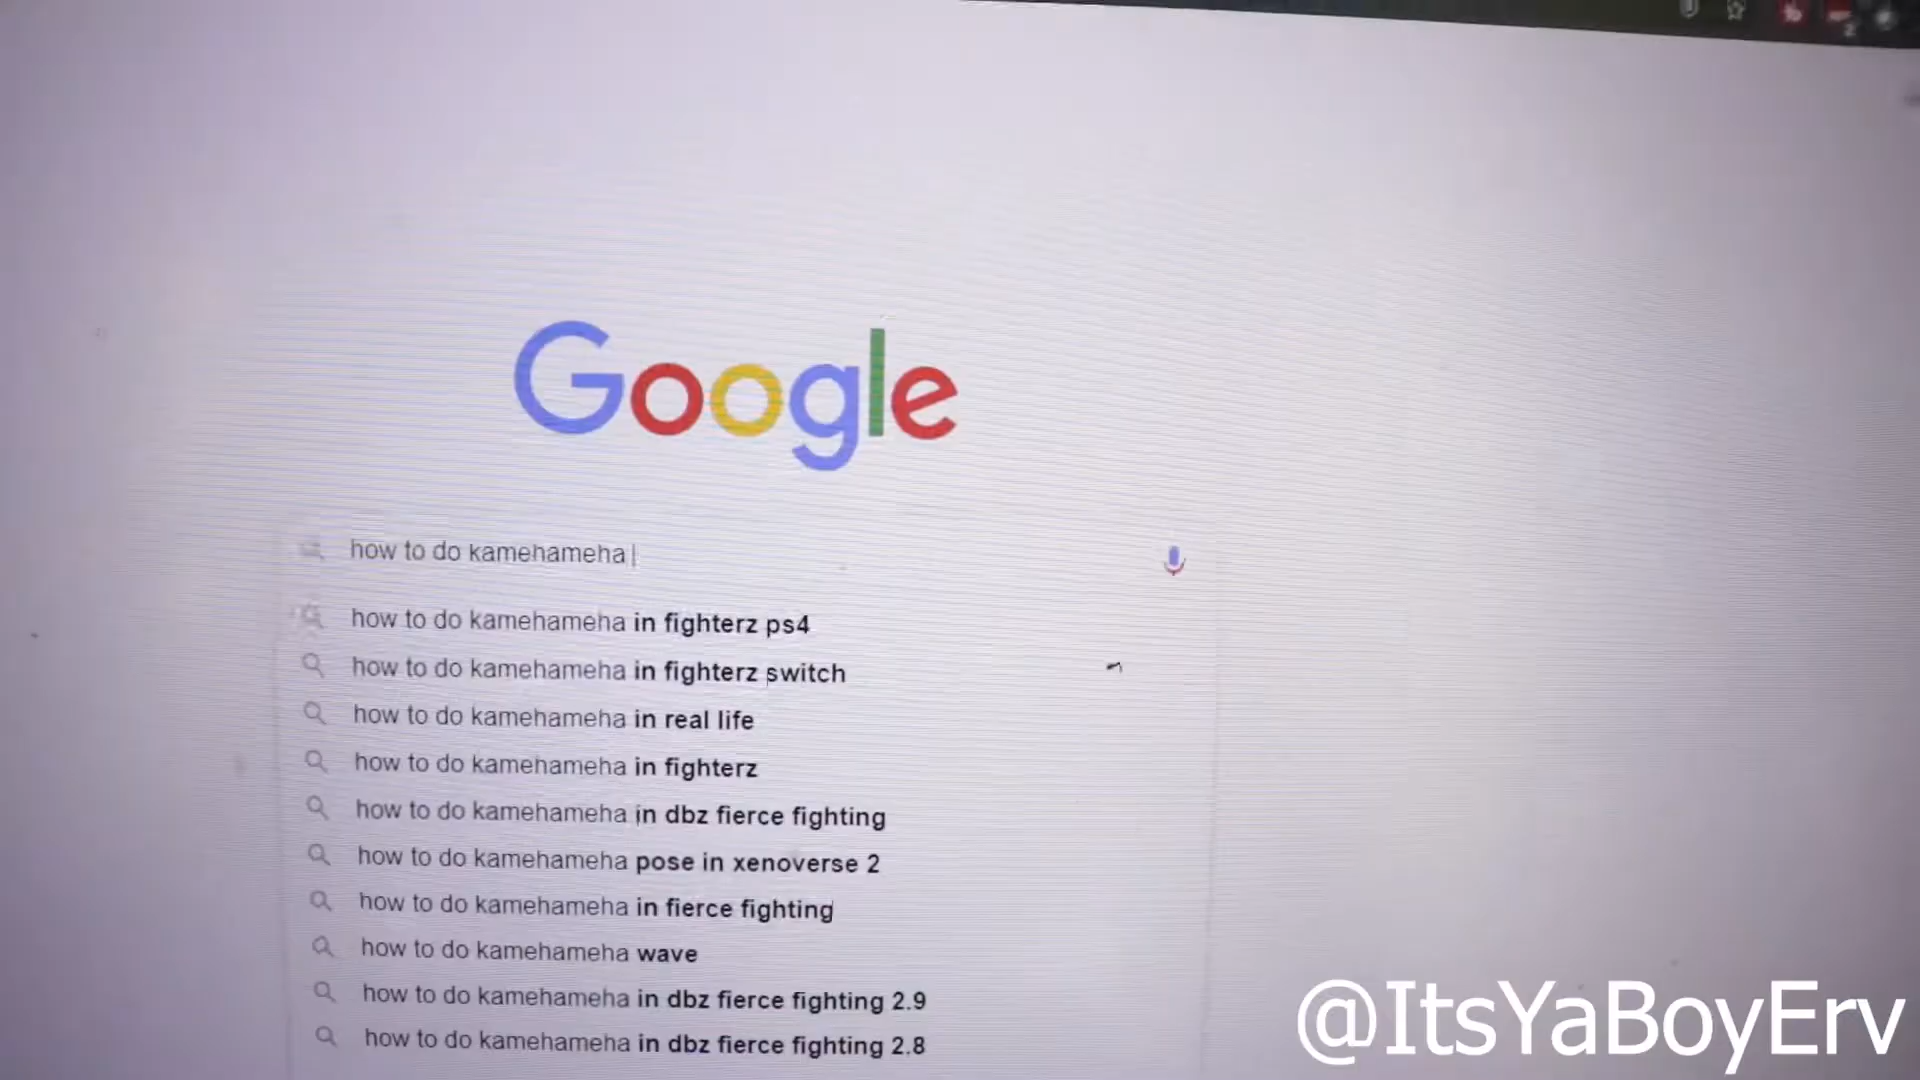 Google
how to do kamehameha
how to do kamehameha in fighterz ps4
how to do kamehameha in fighterz switch
how to do kamehameha in real life
how to do kamehameha in fighterz
how to do kamehameha in dbz fierce fighting
how to do kamehameha pose in xenoverse 2
how to do kamehameha in fierce fighting
how to do kamehameha wave
how to do kamehameha in dbz fierce fighting 2.9
how to do kamehameha in dbz fierce fighting 2.8
@ItsYaBoyErv